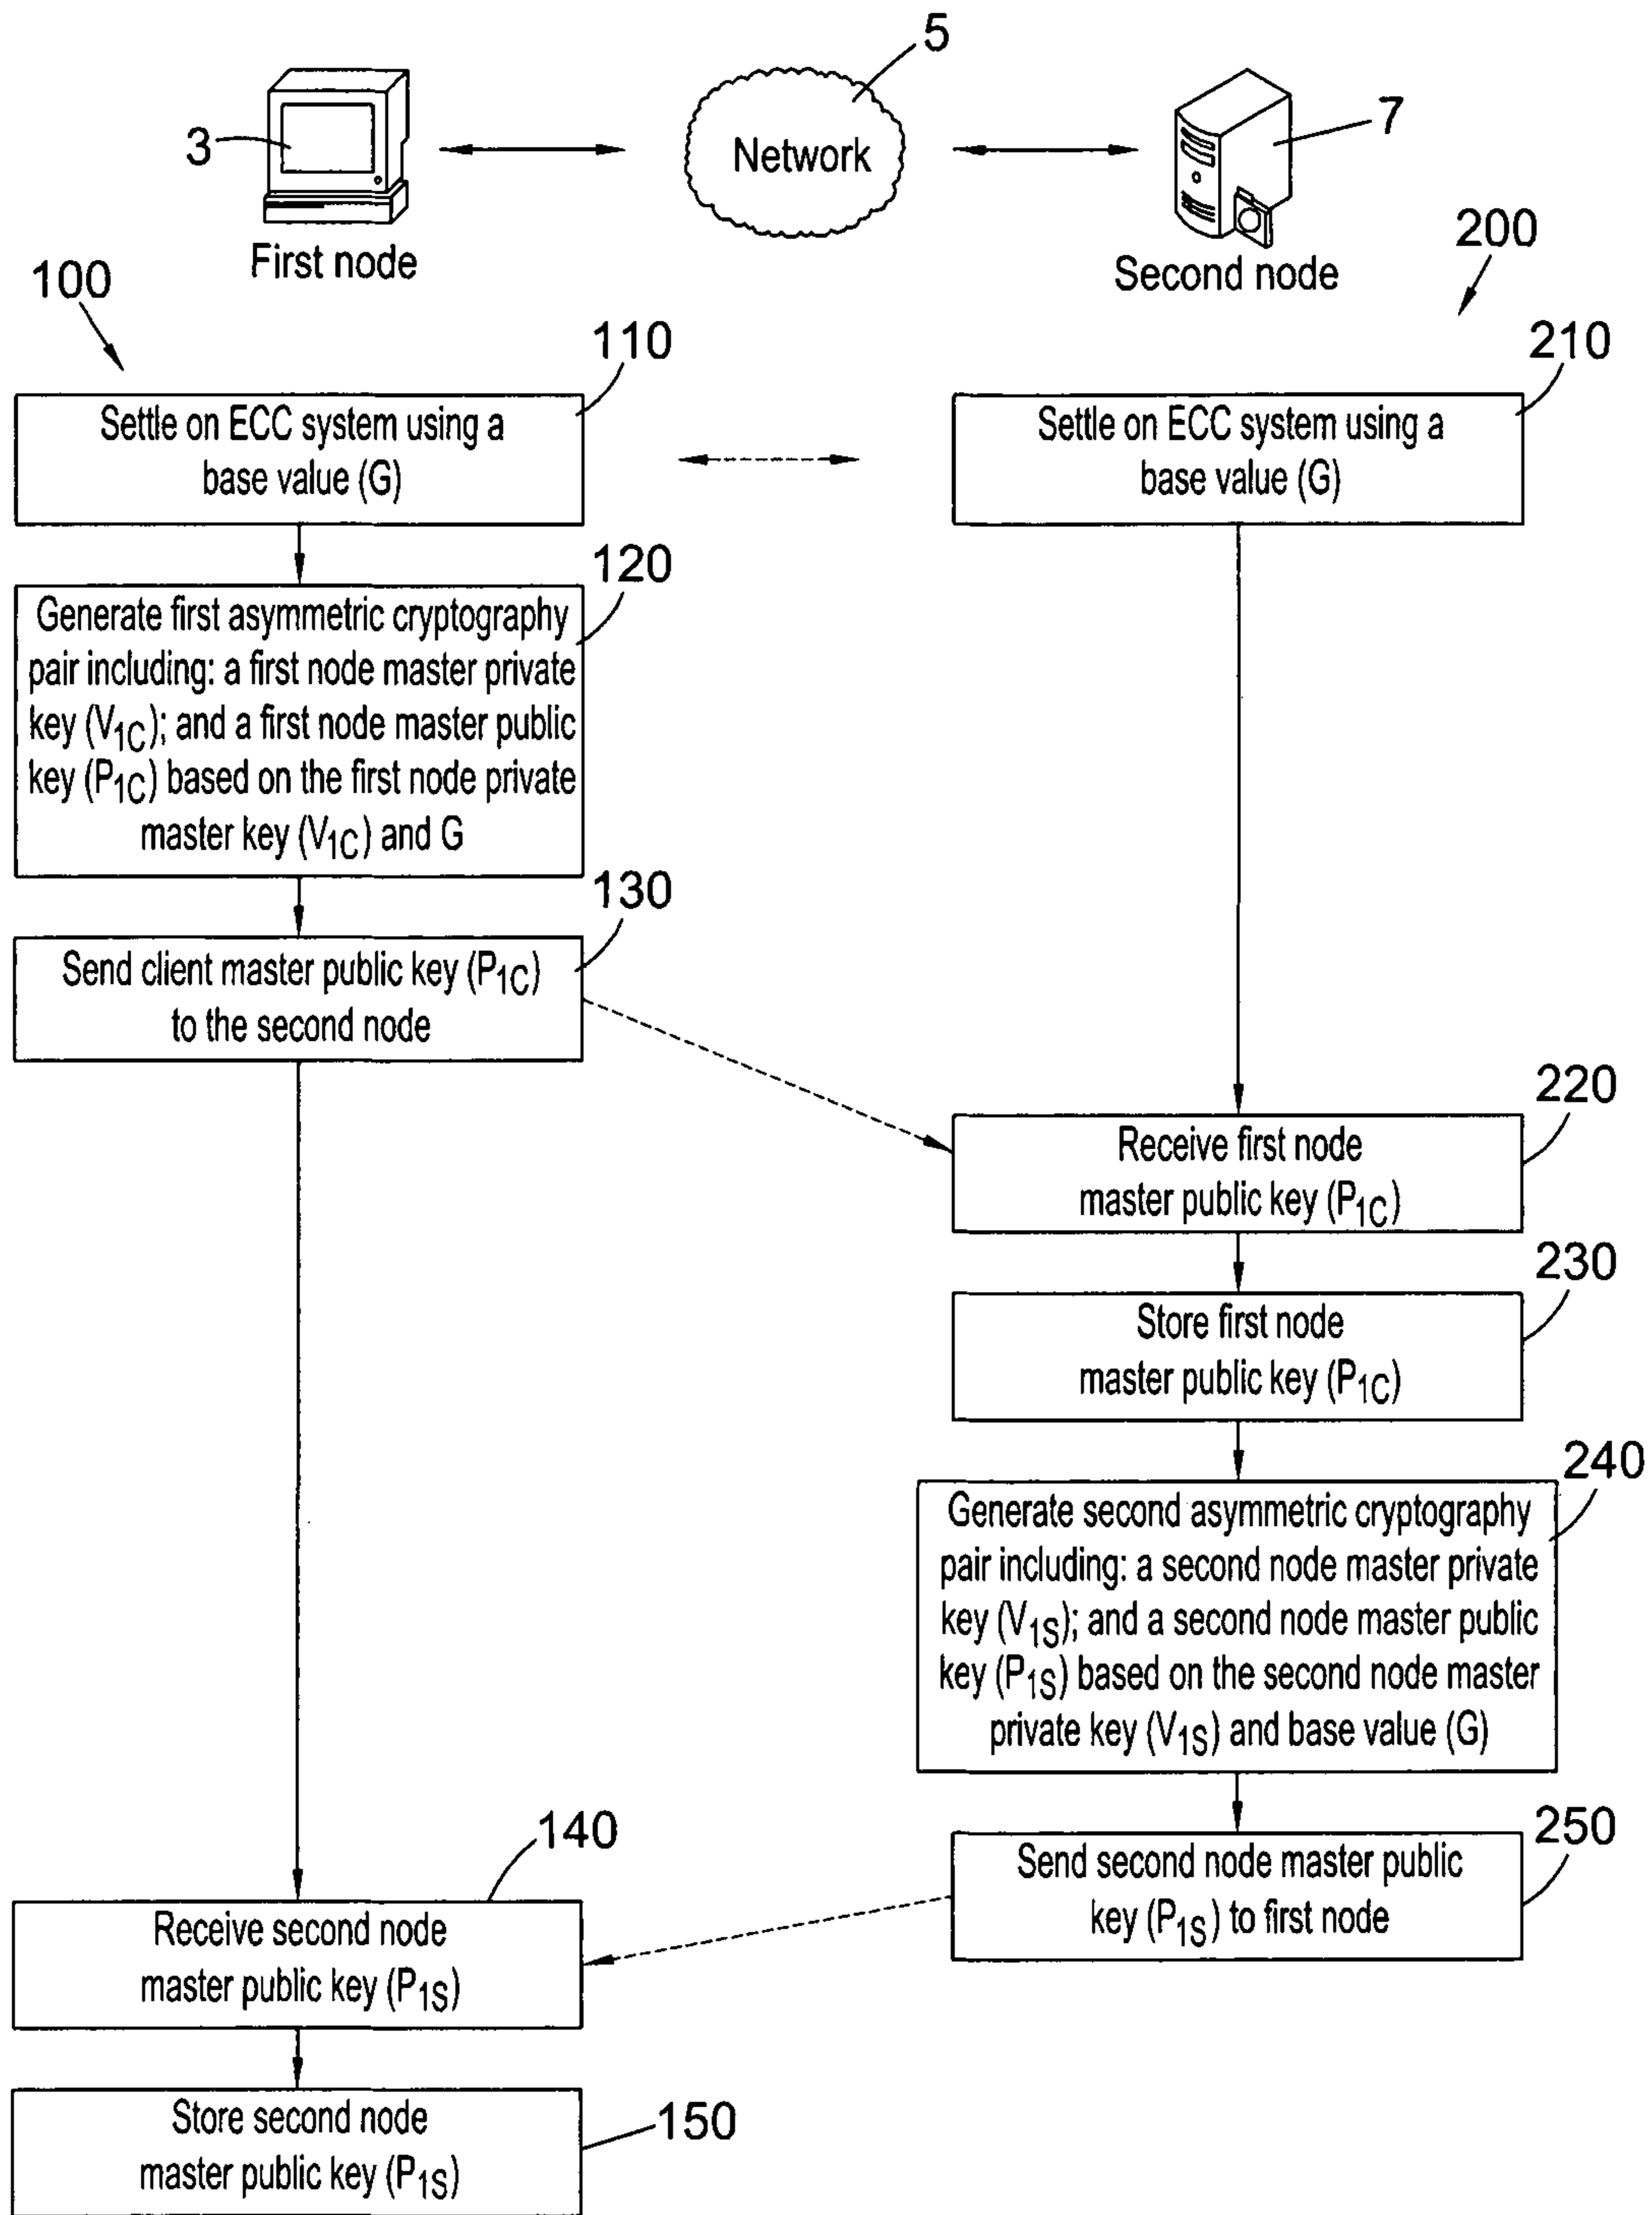 5
3
Network
7
First node
Second node
100
200
110
Settle on ECC system using a
base value (G)
210
Settle on ECC system using a
base value (G)
120
Generate first asymmetric cryptography
pair including: a first node master private
key (V1C); and a first node master public
key (P1C) based on the first node private
master key (V1C) and G
130
Send client master public key (P1C)
to the second node
220
Receive first node
master public key (P1C)
230
Store first node
master public key (P1C)
240
Generate second asymmetric cryptography
pair including: a second node master private
key (V1S); and a second node master public
key (P1S) based on the second node master
private key (V1S) and base value (G)
250
Send second node master public
key (P1S) to first node
140
Receive second node
master public key (P1S)
150
Store second node
master public key (P1S)